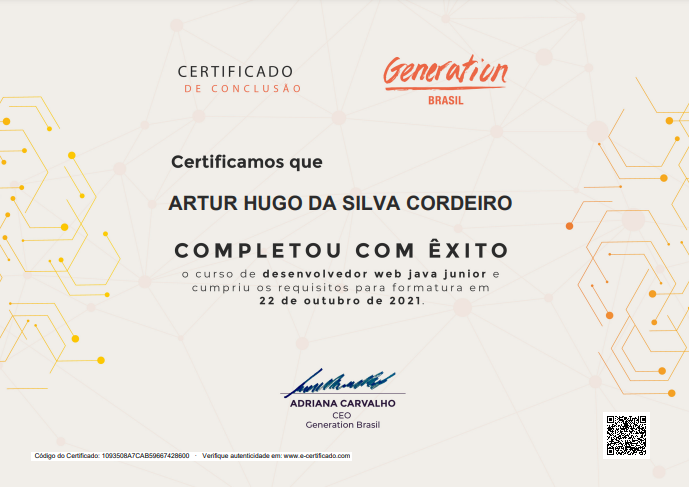 CERTIFICADO
DE CONCLUSÃO
Generation
BRASIL
Certificamos que
ARTUR HUGO DA SILVA CORDEIRO
COMPLETOU COM ÊXITO
o curso de desenvolvedor web java junior e
cumpriu os requisitos para formatura em
22 de outubro de 2021.
ADRIANA CARVALHO
CEO
Generation Brasil
Código do Certificado: 1093508A7CAB59667428600 - Verifique autenticidade em: www.e-certificado.com